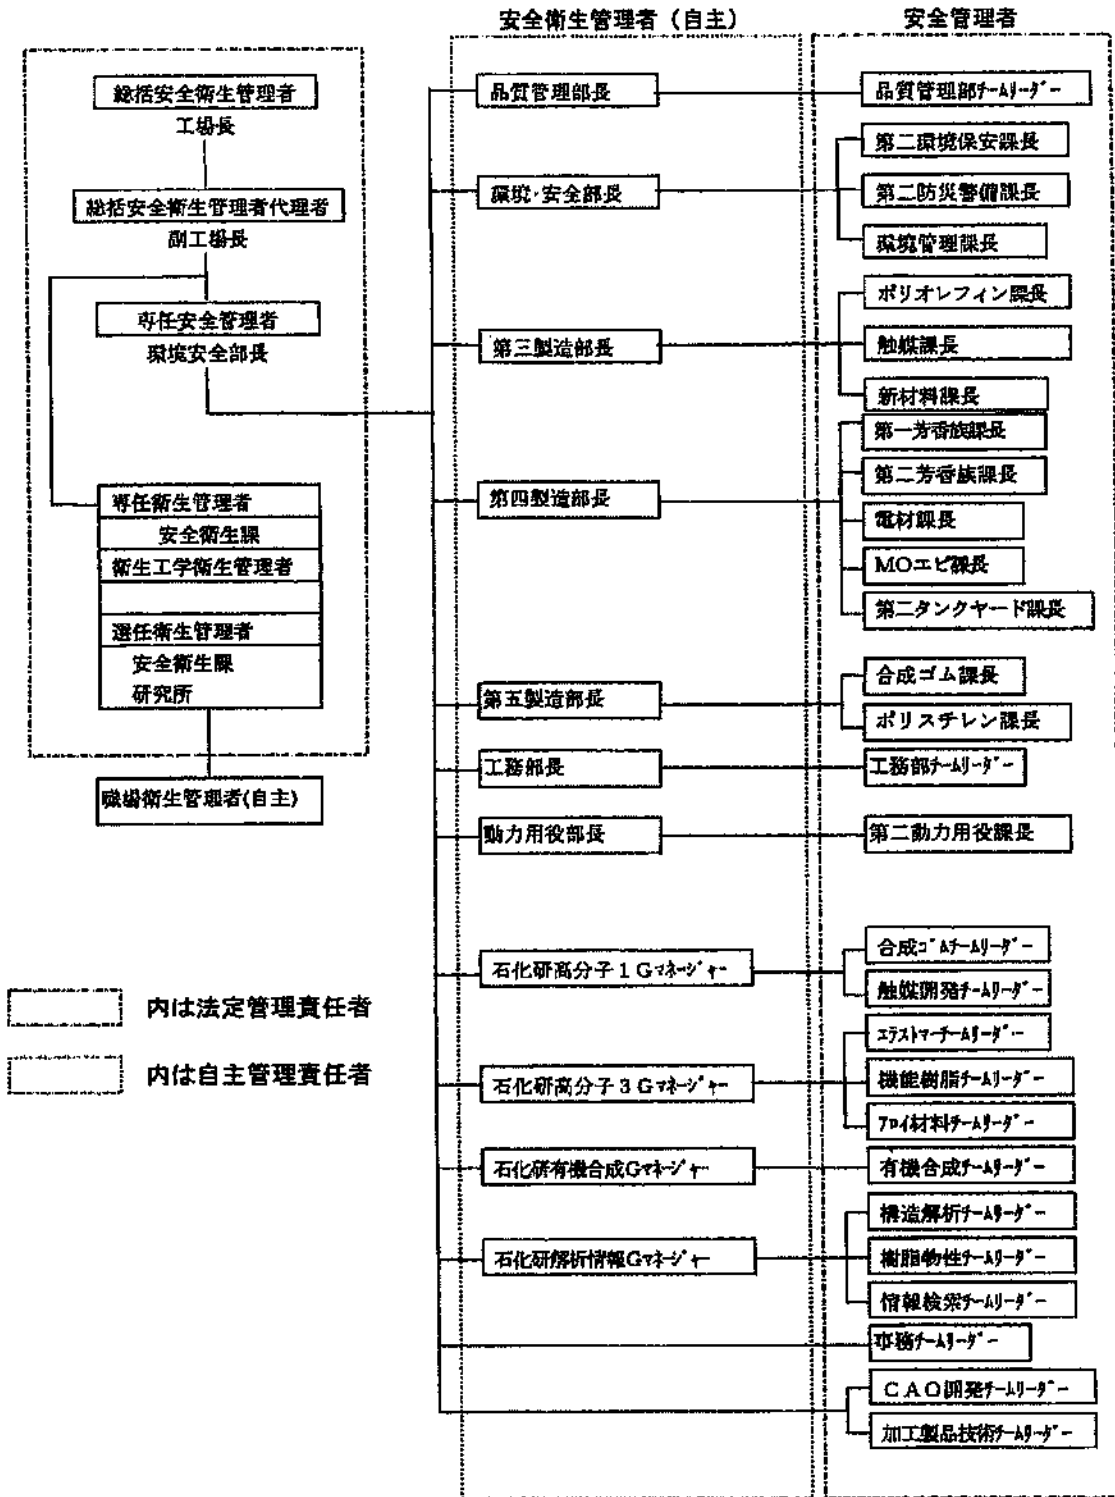 安全衛生管理者（自主）
安全管理者
総括安全衛生管理者
工場長
総括安全衛生管理者代理者
副工場長
専任安全管理者
環境安全部長
専任衛生管理者
安全衛生課
衛生工学衛生管理者
選任衛生管理者
安全衛生課
研究所
職場衛生管理者(自主)
内は法定管理責任者
内は自主管理責任者
品質管理部長
環境・安全部長
第三製造部長
第四製造部長
第五製造部長
工務部長
動力用役部長
石化研高分子１Gﾏﾈｰｼﾞｬｰ
石化研高分子３Gﾏﾈｰｼﾞｬｰ
石化研有機合成Gﾏﾈｰｼﾞｬｰ
石化研解析情報Gﾏﾈｰｼﾞｬｰ
品質管理部ﾁｰﾑﾘｰﾀﾞｰ
第二環境保安課長
第二防災警備課長
環境管理課長
ポリオレフィン課長
触媒課長
新材料課長
第一芳香族課長
第二芳香族課長
電材課長
MOエピ課長
第二タンクヤード課長
合成ゴム課長
ポリスチレン課長
工務部ﾁｰﾑﾘｰﾀﾞｰ
第二動力用役課長
合成ｺﾞﾑﾁｰﾑﾘｰﾀﾞｰ
触媒開発ﾁｰﾑﾘｰﾀﾞｰ
ｴﾗｽﾄﾏｰﾁｰﾑﾘｰﾀﾞｰ
機能樹脂ﾁｰﾑﾘｰﾀﾞｰ
ｱﾛｲ材料ﾁｰﾑﾘｰﾀﾞｰ
有機合成ﾁｰﾑﾘｰﾀﾞｰ
構造解析ﾁｰﾑﾘｰﾀﾞｰ
樹脂物性ﾁｰﾑﾘｰﾀﾞｰ
情報検索ﾁｰﾑﾘｰﾀﾞｰ
事務ﾁｰﾑﾘｰﾀﾞｰ
ＣＡＯ開発ﾁｰﾑﾘｰﾀﾞｰ
加工製品技術ﾁｰﾑﾘｰﾀﾞｰ